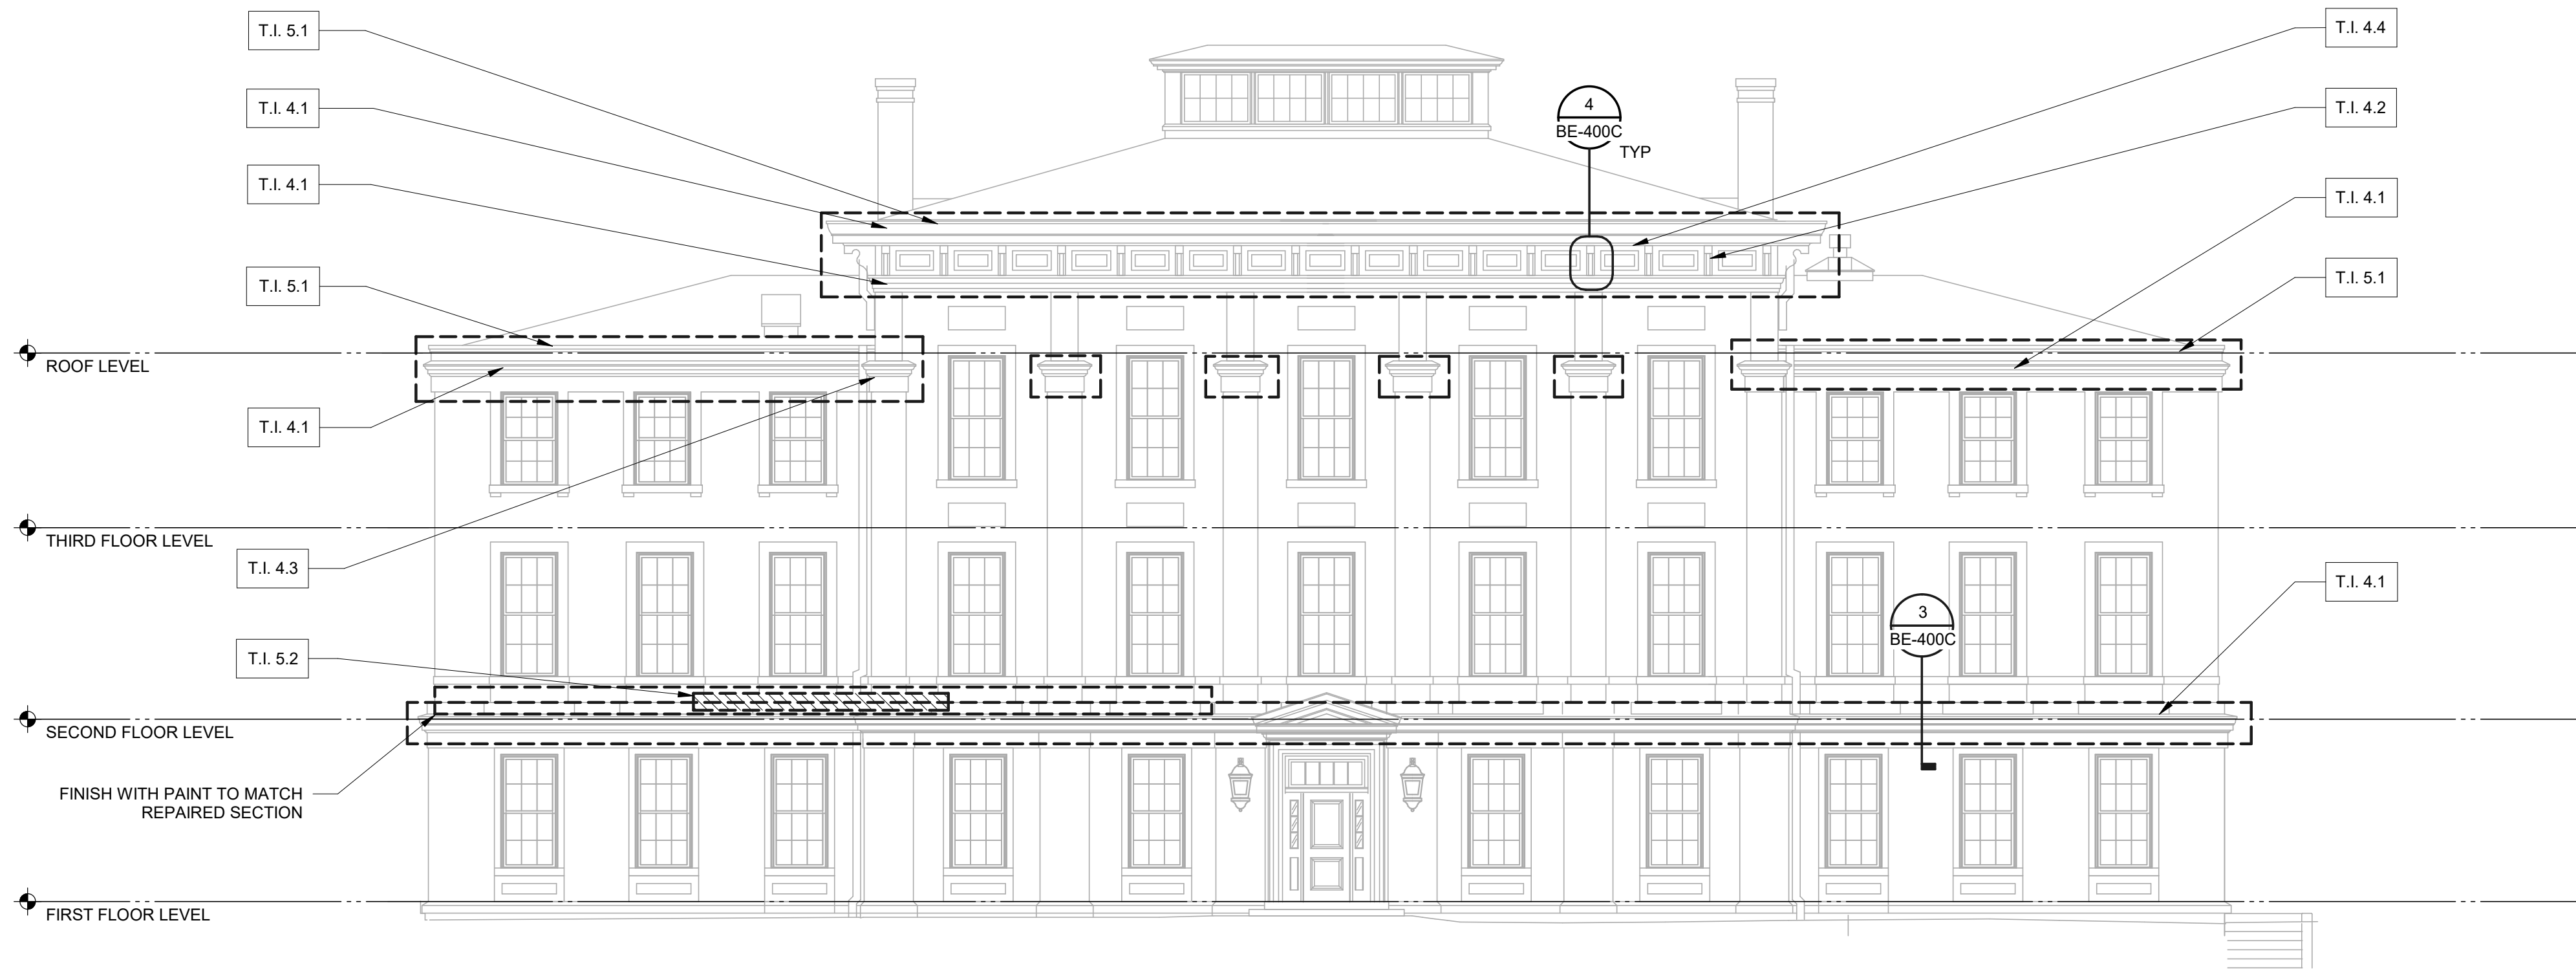 T.I. 5.1
T.I. 4.4
T.I. 4.1
4
BE-400C
TYP
T.I. 4.2
T.I. 4.1
T.I. 4.1
T.I. 5.1
T.I. 5.1
ROOF LEVEL
T.I. 4.1
THIRD FLOOR LEVEL
T.I. 4.3
T.I. 4.1
3
BE-400C
T.I. 5.2
SECOND FLOOR LEVEL
FINISH WITH PAINT TO MATCH
REPAIRED SECTION
FIRST FLOOR LEVEL